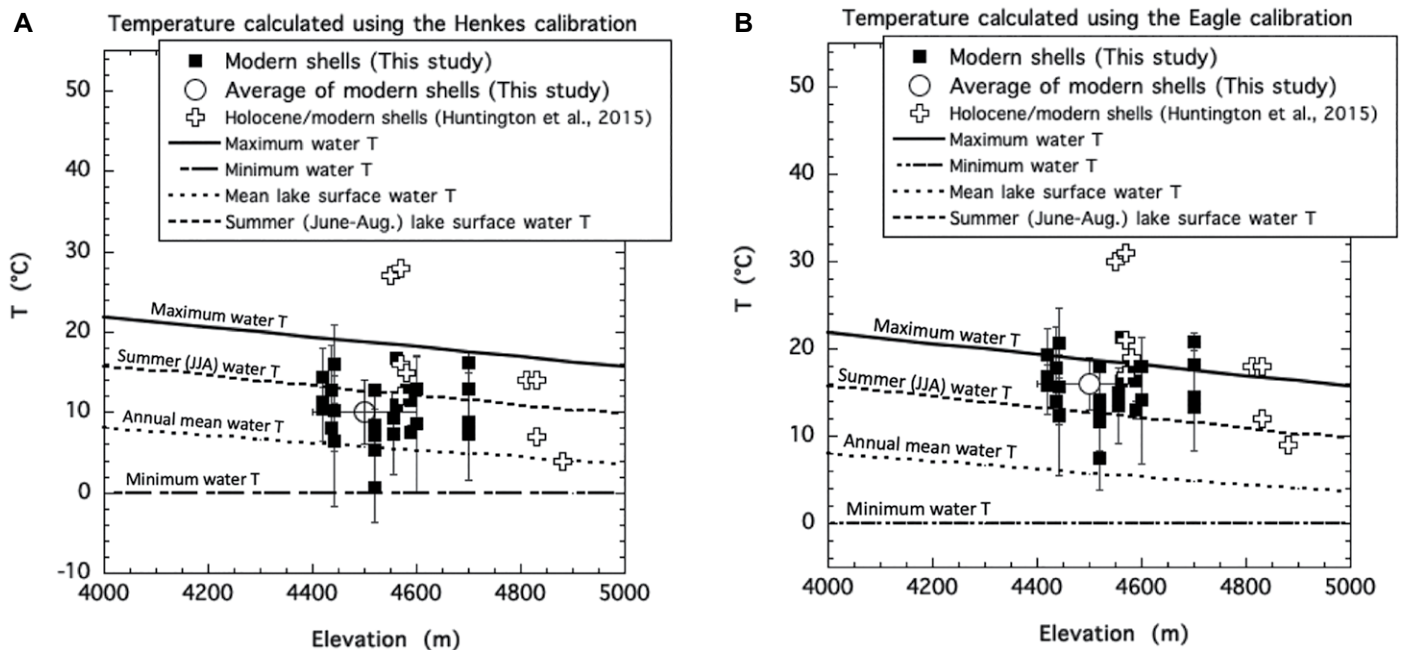 A
Temperature calculated using the Henkes calibration
Modern shells (This study)
Average of modern shells (This study)
Holocene/modern shells (Huntington et al., 2015)
Maximum water T
Minimum water T
Mean lake surface water T
Summer (June-Aug.) lake surface water T
50
40
30
20
10
0
-10
T (°C)
Maximum water T
Summer (JJA) water T
Annual mean water T
Minimum water T
4000 4200 4400 4600 4800 5000
Elevation (m)
B
Temperature calculated using the Eagle calibration
Modern shells (This study)
Average of modern shells (This study)
Holocene/modern shells (Huntington et al., 2015)
Maximum water T
Minimum water T
Mean lake surface water T
Summer (June-Aug.) lake surface water T
50
40
30
20
10
0
T (°C)
Maximum water T
Summer (JJA) water T
Annual mean water T
Minimum water T
4000 4200 4400 4600 4800 5000
Elevation (m)